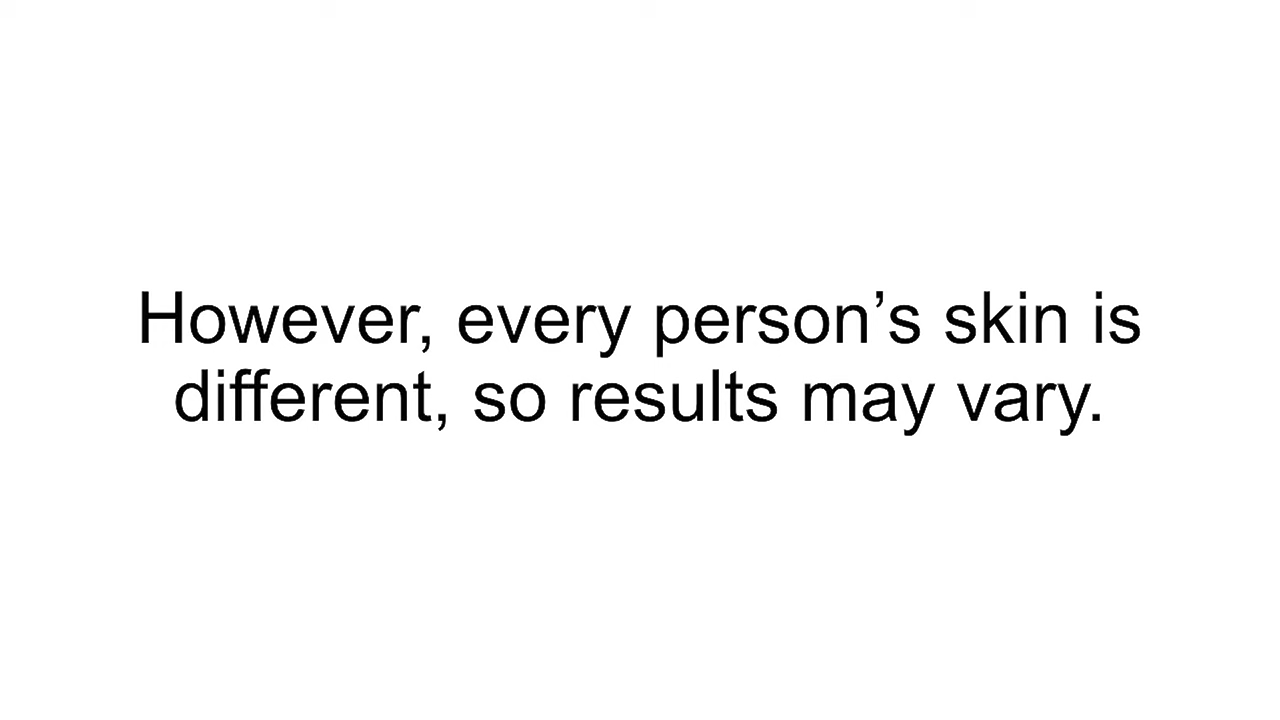 However, every person’s skin is
different, so results may vary.